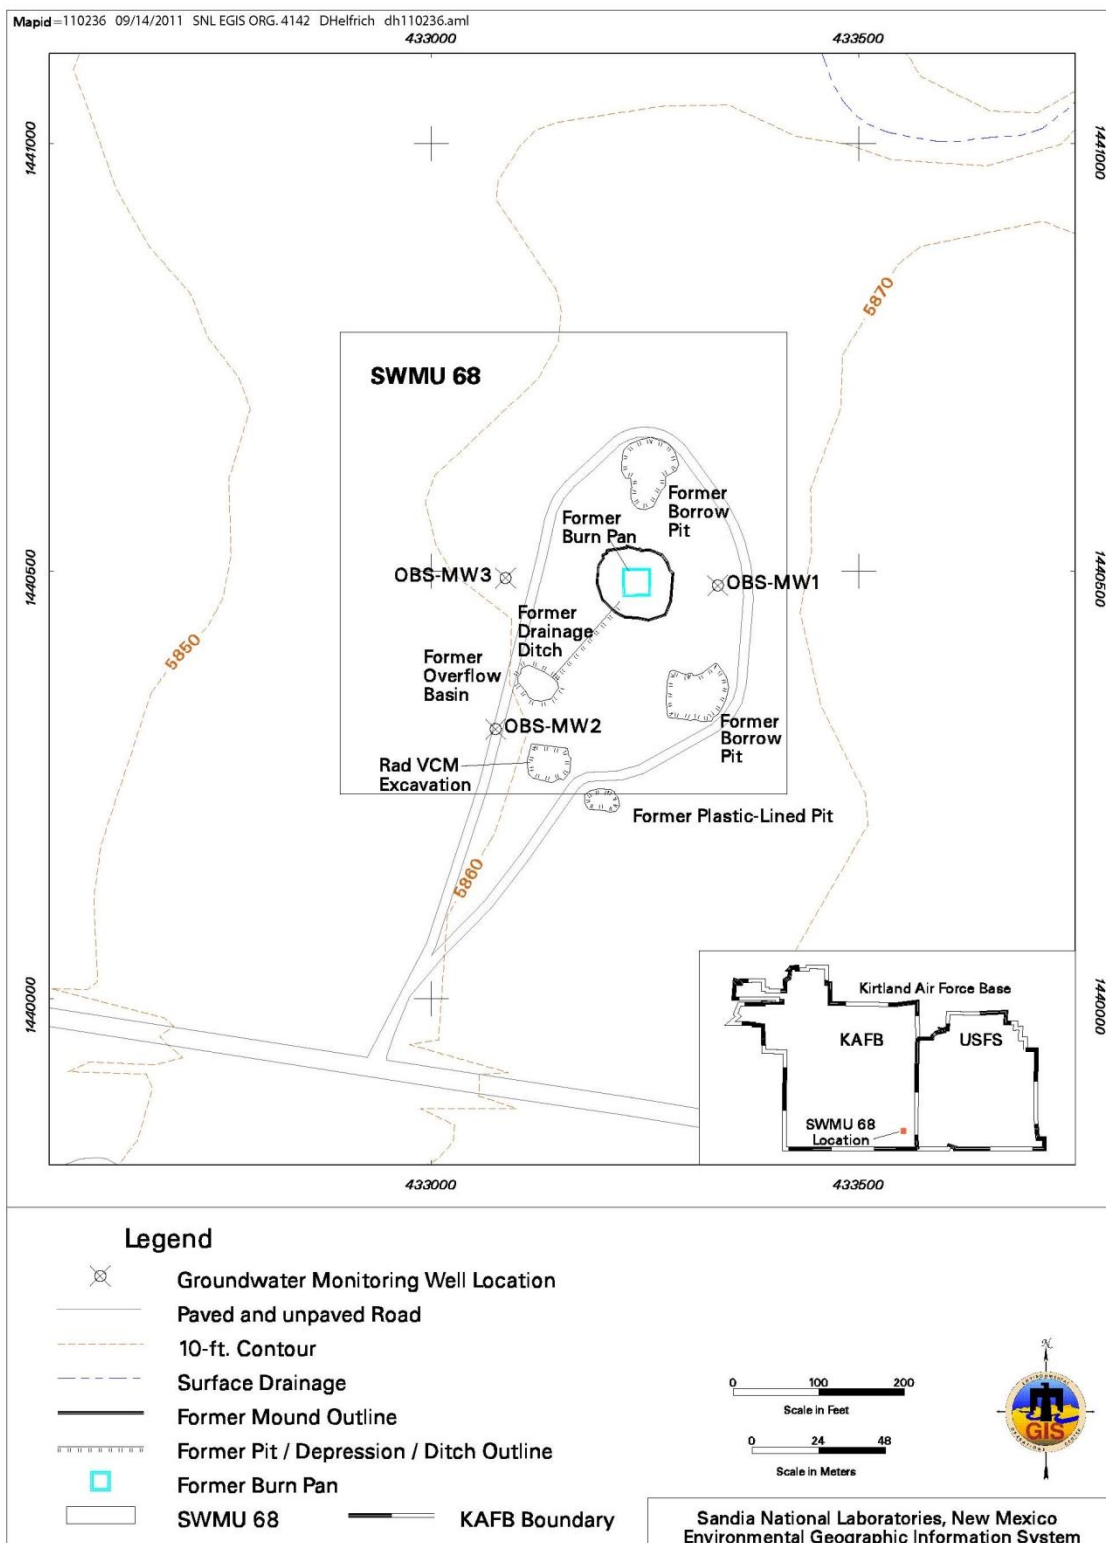 Mapid=110236 09/14/2011 SNL EGIS ORG. 4142 DHelfrich dh110236.aml
433000
433500
1441000
1441000
5870
SWMU 68
Former
Borrow
Pit
Former
Burn Pan
1440500
1440500
OBS-MW3
OBS-MW1
Former
Drainage
Ditch
5850
Former
Overflow
Basin
OBS-MW2
Former
Borrow
Pit
Rad VCM
Excavation
Former Plastic-Lined Pit
5860
1440000
1440000
Kirtland Air Force Base
KAFB
USFS
SWMU 68
Location
433000
433500
Legend
Groundwater Monitoring Well Location
Paved and unpaved Road
10-ft. Contour
Surface Drainage
Former Mound Outline
Former Pit / Depression / Ditch Outline
Former Burn Pan
SWMU 68
KAFB Boundary
0 100 200
Scale in Feet
0 24 48
Scale in Meters
N
ENVIRONMENTAL
GIS
Sandia National Laboratories, New Mexico
Environmental Geographic Information System